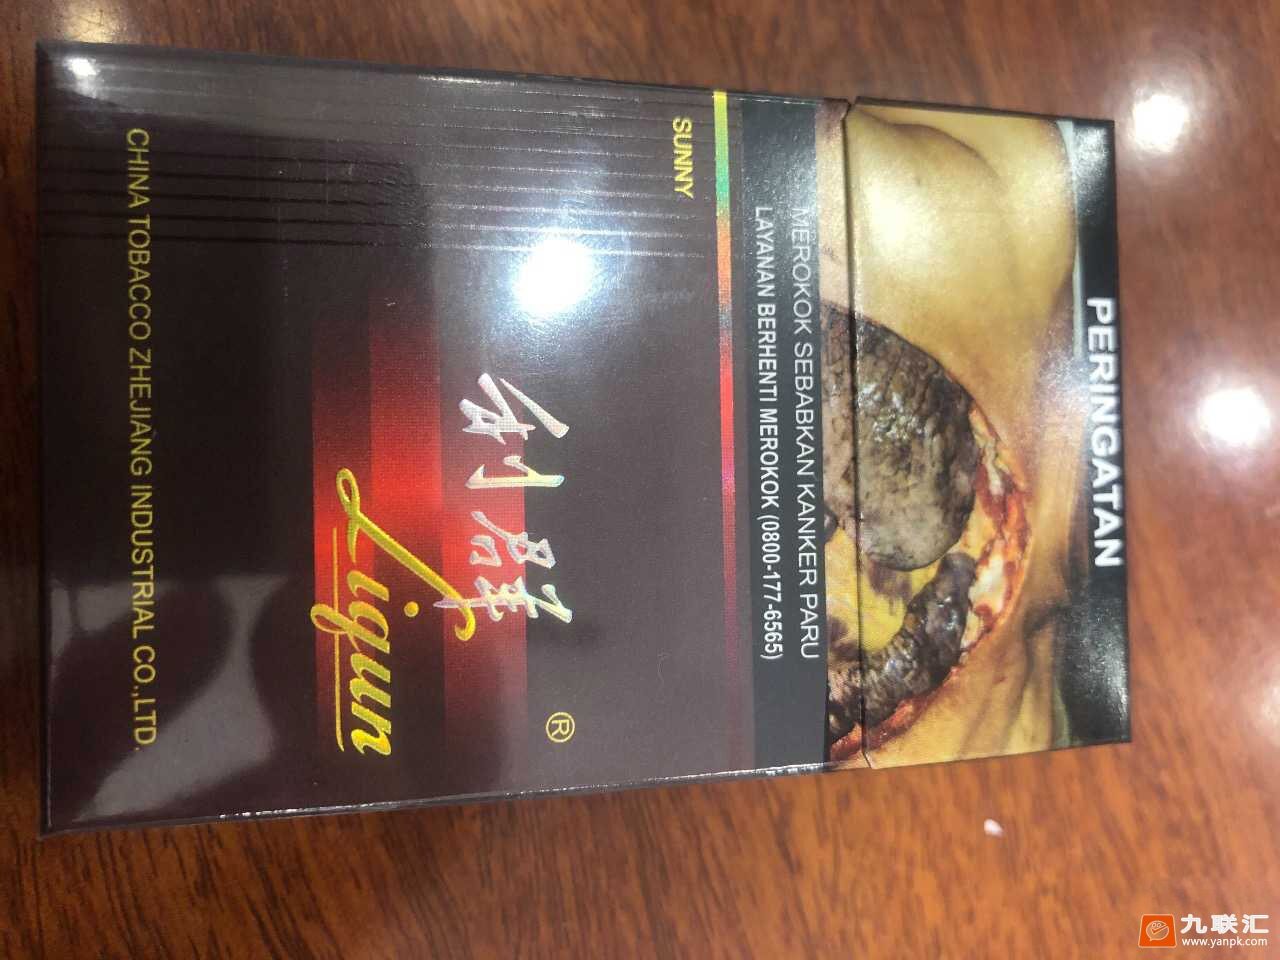 PERINGATAN
MEROKOK SEBABKAN KANKER PARU
LAYANAN BERHENTI MEROKOK (0800-177-6565)
SUNNY
利群®
Liqun
CHINA TOBACCO ZHEJIANG INDUSTRIAL CO.,LTD.
九联汇
www.yanpk.com